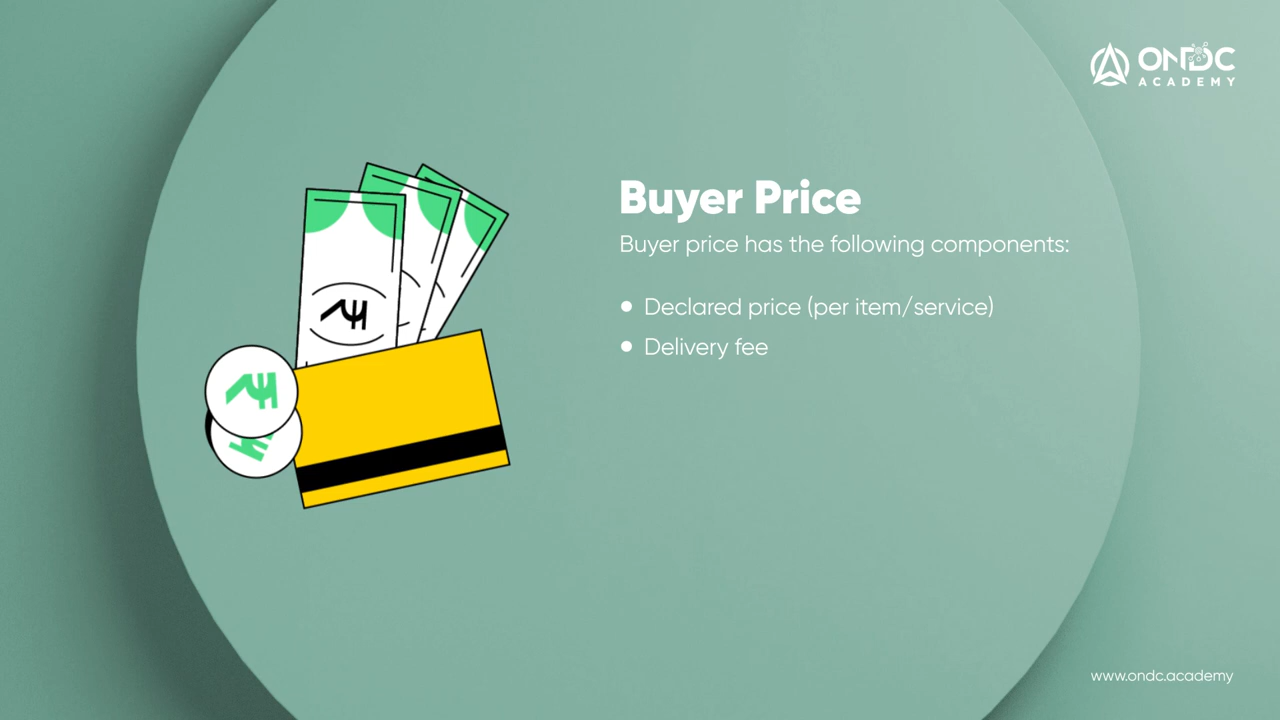 ONDC
ACADEMY
Buyer Price
Buyer price has the following components:
● Declared price (per item/service)
● Delivery fee
₹
₹
₹
www.ondc.academy